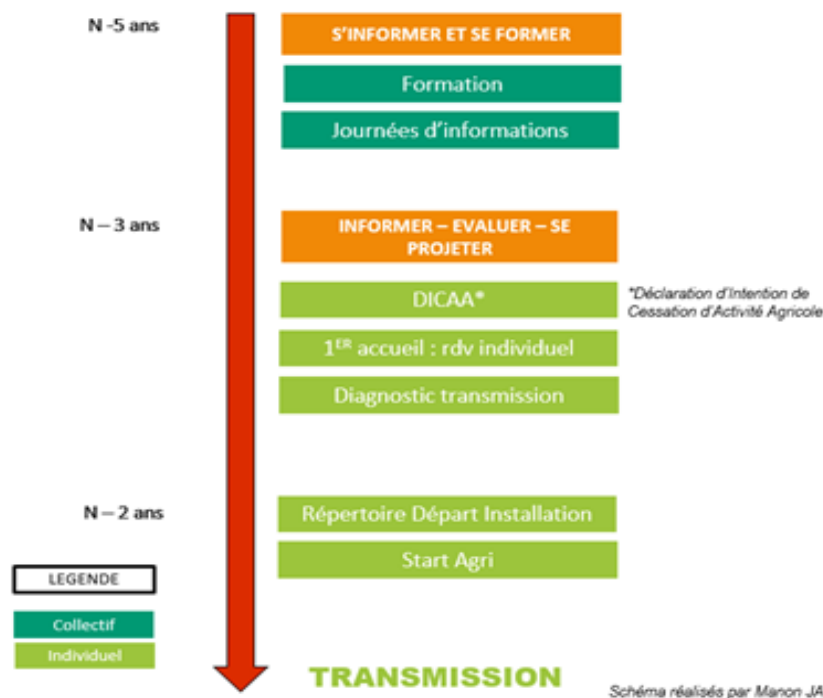 N -5 ans
S'INFORMER ET SE FORMER
Formation
Journées d'informations
N – 3 ans
INFORMER – EVALUER – SE
PROJETER
DICAA*
*Déclaration d'Intention de
Cessation d'Activité Agricole
1ER accueil : rdv individuel
Diagnostic transmission
N – 2 ans
Répertoire Départ Installation
Start Agri
LEGENDE
Collectif
Individuel
TRANSMISSION
Schéma réalisés par Manon JA